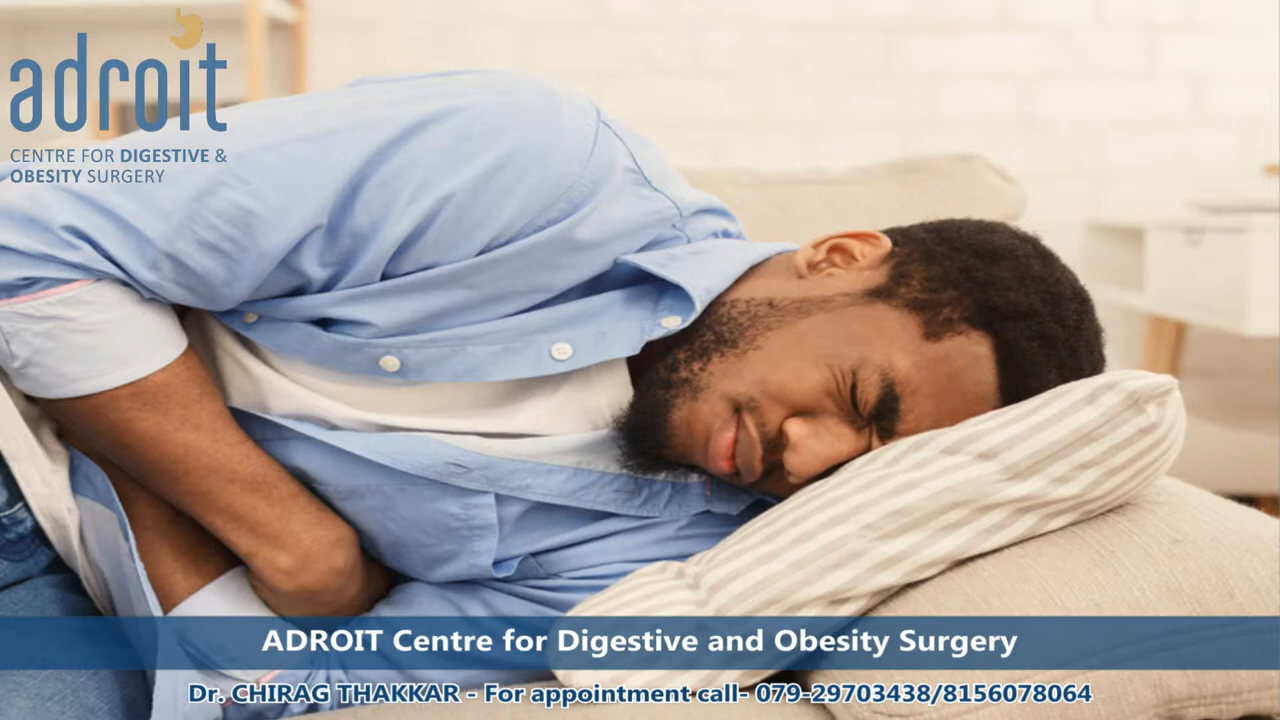 adroit
CENTRE FOR DIGESTIVE &
OBESITY SURGERY
ADROIT Centre for Digestive and Obesity Surgery
Dr. CHIRAG THAKKAR - For appointment call- 079-29703438/8156078064